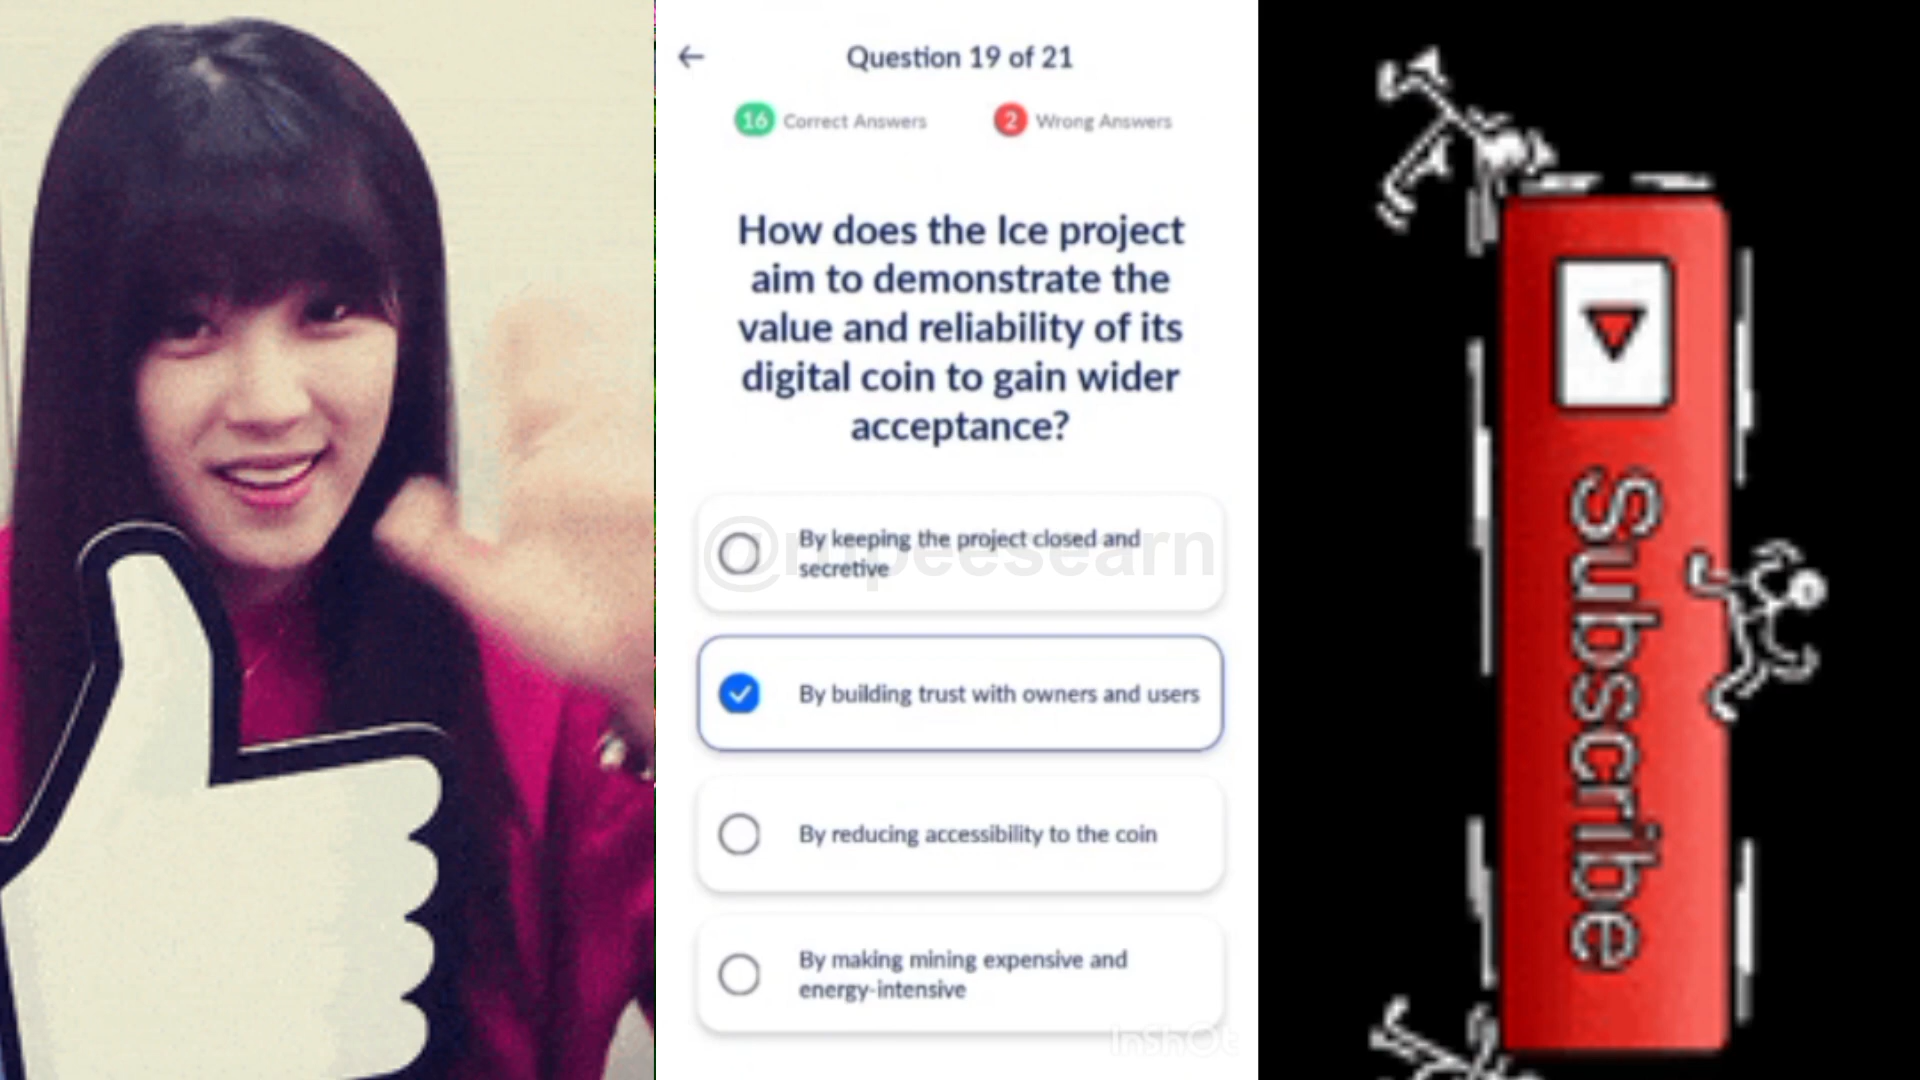 Question 19 of 21
16 Correct Answers
2 Wrong Answers
How does the Ice project
aim to demonstrate the
value and reliability of its
digital coin to gain wider
acceptance?
By keeping the project closed and
secretive
@rupeesearn
By building trust with owners and users
By reducing accessibility to the coin
By making mining expensive and
energy-intensive
InShOt
Subscribe